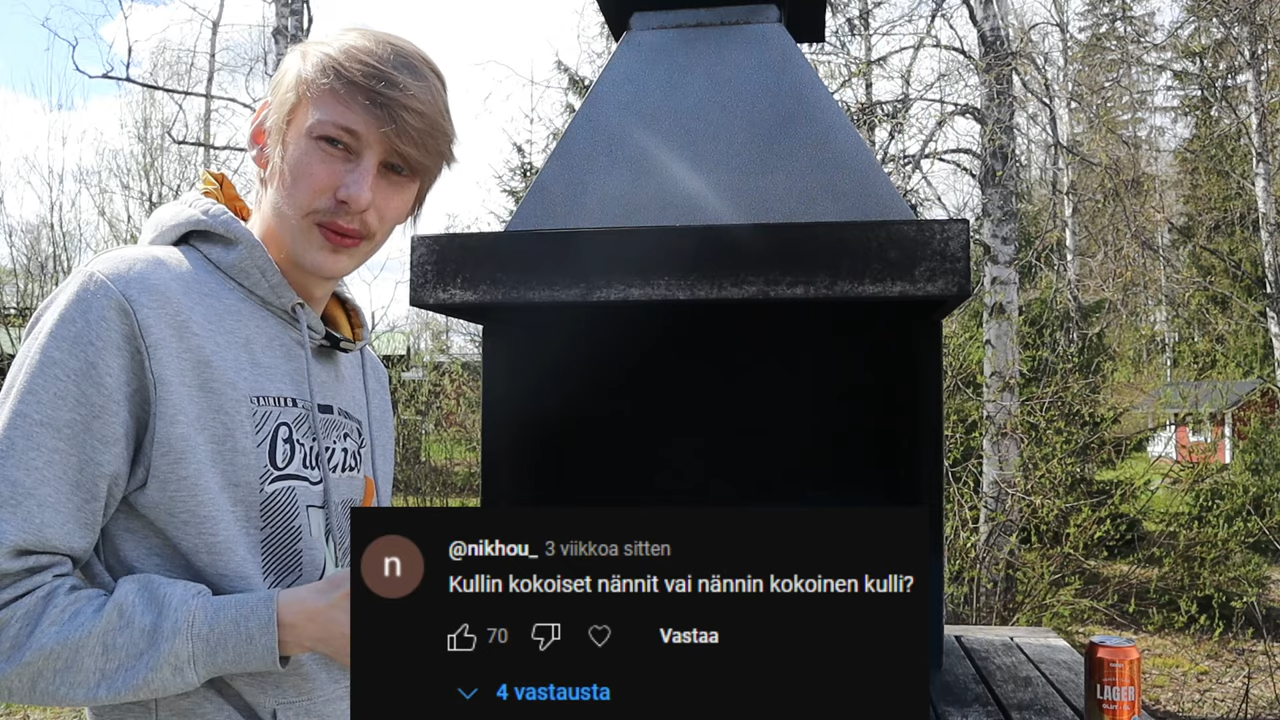 Original
n
@nikhou_ 3 viikkoa sitten
Kullin kokoiset nännit vai nännin kokoinen kulli?
70 Vastaa
4 vastausta
LAGER